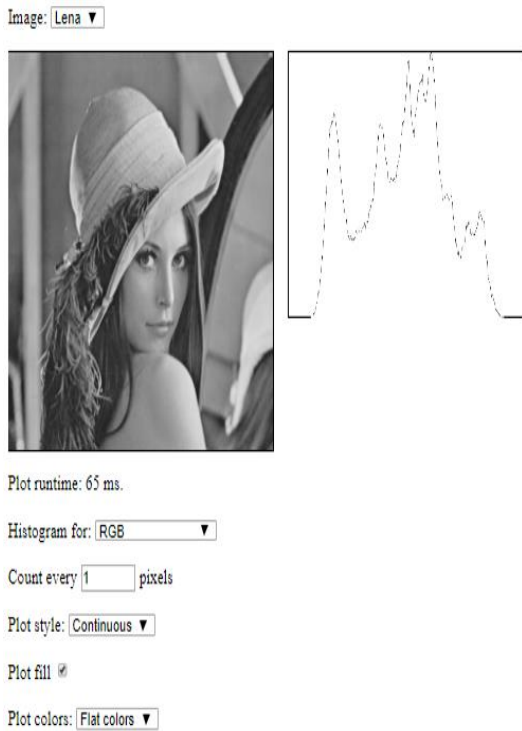 Image: Lena ▼
Plot runtime: 65 ms.
Histogram for: RGB ▼
Count every 1 pixels
Plot style: Continuous ▼
Plot fill
Plot colors: Flat colors ▼